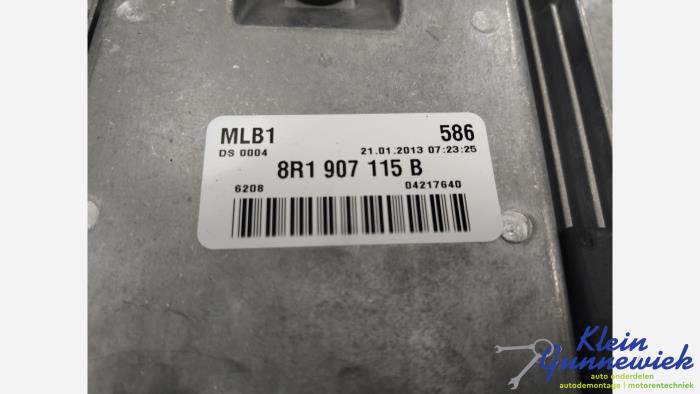 MLB1 586
DS 0004 21.01.2013 07:23:25
8R1 907 115 B
6208 04217640
Klein
Gunnewiek
auto onderdelen
autodemontage | motorentechniek